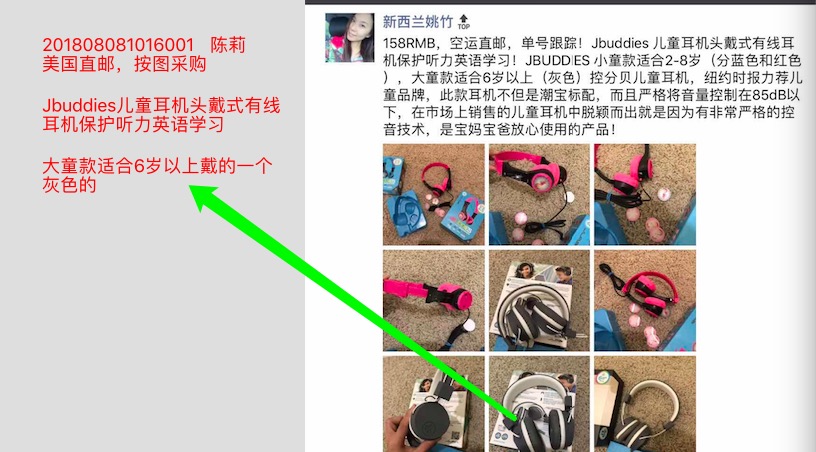 201808081016001 陈莉
美国直邮，按图采购
Jbuddies儿童耳机头戴式有线
耳机保护听力英语学习
大童款适合6岁以上戴的一个
灰色的
新西兰姚竹
TOP
158RMB，空运直邮，单号跟踪！Jbuddies 儿童耳机头戴式有线耳
机保护听力英语学习！JBUDDIES 小童款适合2-8岁（分蓝色和红色
），大童款适合6岁以上（灰色）控分贝儿童耳机，纽约时报力荐儿
童品牌，此款耳机不但是潮宝标配，而且严格将音量控制在85dB以
下，在市场上销售的儿童耳机中脱颖而出就是因为有非常严格的控
音技术，是宝妈宝爸放心使用的产品！